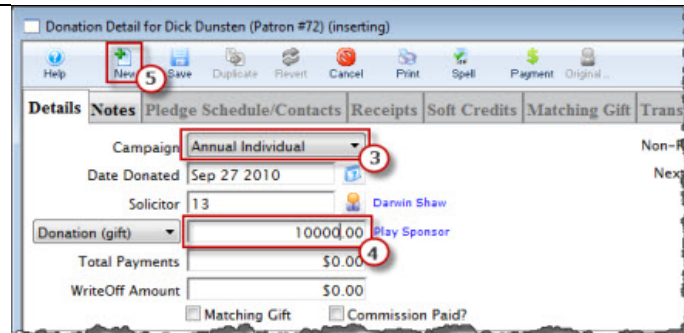 Donation Detail for Dick Dunsten (Patron #72) (inserting)
Help New Save Duplicate Revert Cancel Print Spell Payment Original...
5
Details Notes Pledge Schedule/Contacts Receipts Soft Credits Matching Gift Trans
Campaign Annual Individual
3
Date Donated Sep 27 2010
Solicitor 13 Darwin Shaw
Donation (gift) 10000.00 Play Sponsor
4
Total Payments $0.00
WriteOff Amount $0.00
Matching Gift Commission Paid?
Next